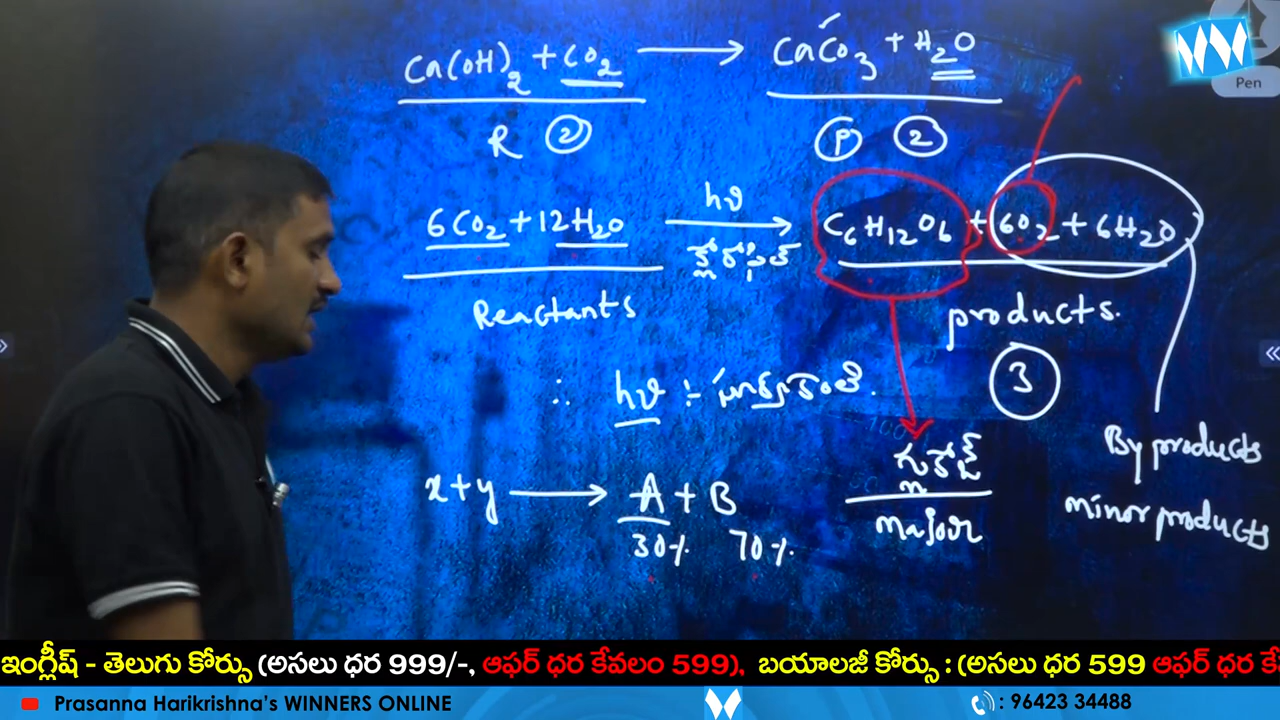 Ca(OH)2 + CO2 ⟶ CaCO3 + H2O
Pen
R ② Ⓟ ②
6CO2 + 12H2O hϑ⟶ C6H12O6 + 6O2 + 6H2O
Reactants
products.
③
∴ hϑ :-
గ్లూకోజ్
major
By products
minor products
x + y ⟶ A + B
30% 70%
ఇంగ్లీష్ - తెలుగు కోర్సు (అసలు ధర 999/-, ఆఫర్ ధర కేవలం 599), బయాలజీ కోర్సు : (అసలు ధర 599 ఆఫర్ ధర కే
Prasanna Harikrishna's WINNERS ONLINE
W
: 96423 34488